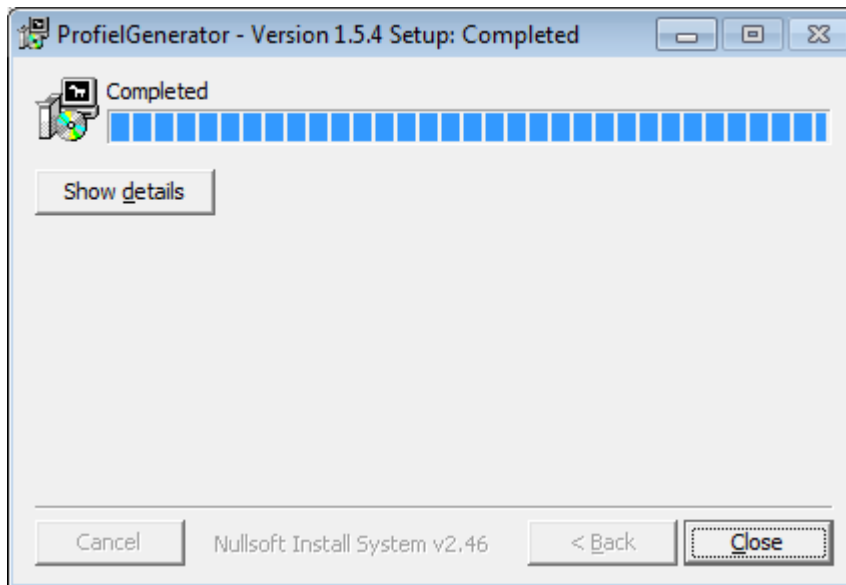 ProfielGenerator - Version 1.5.4 Setup: Completed
Completed
Show details
Cancel
Nullsoft Install System v2.46
< Back
Close